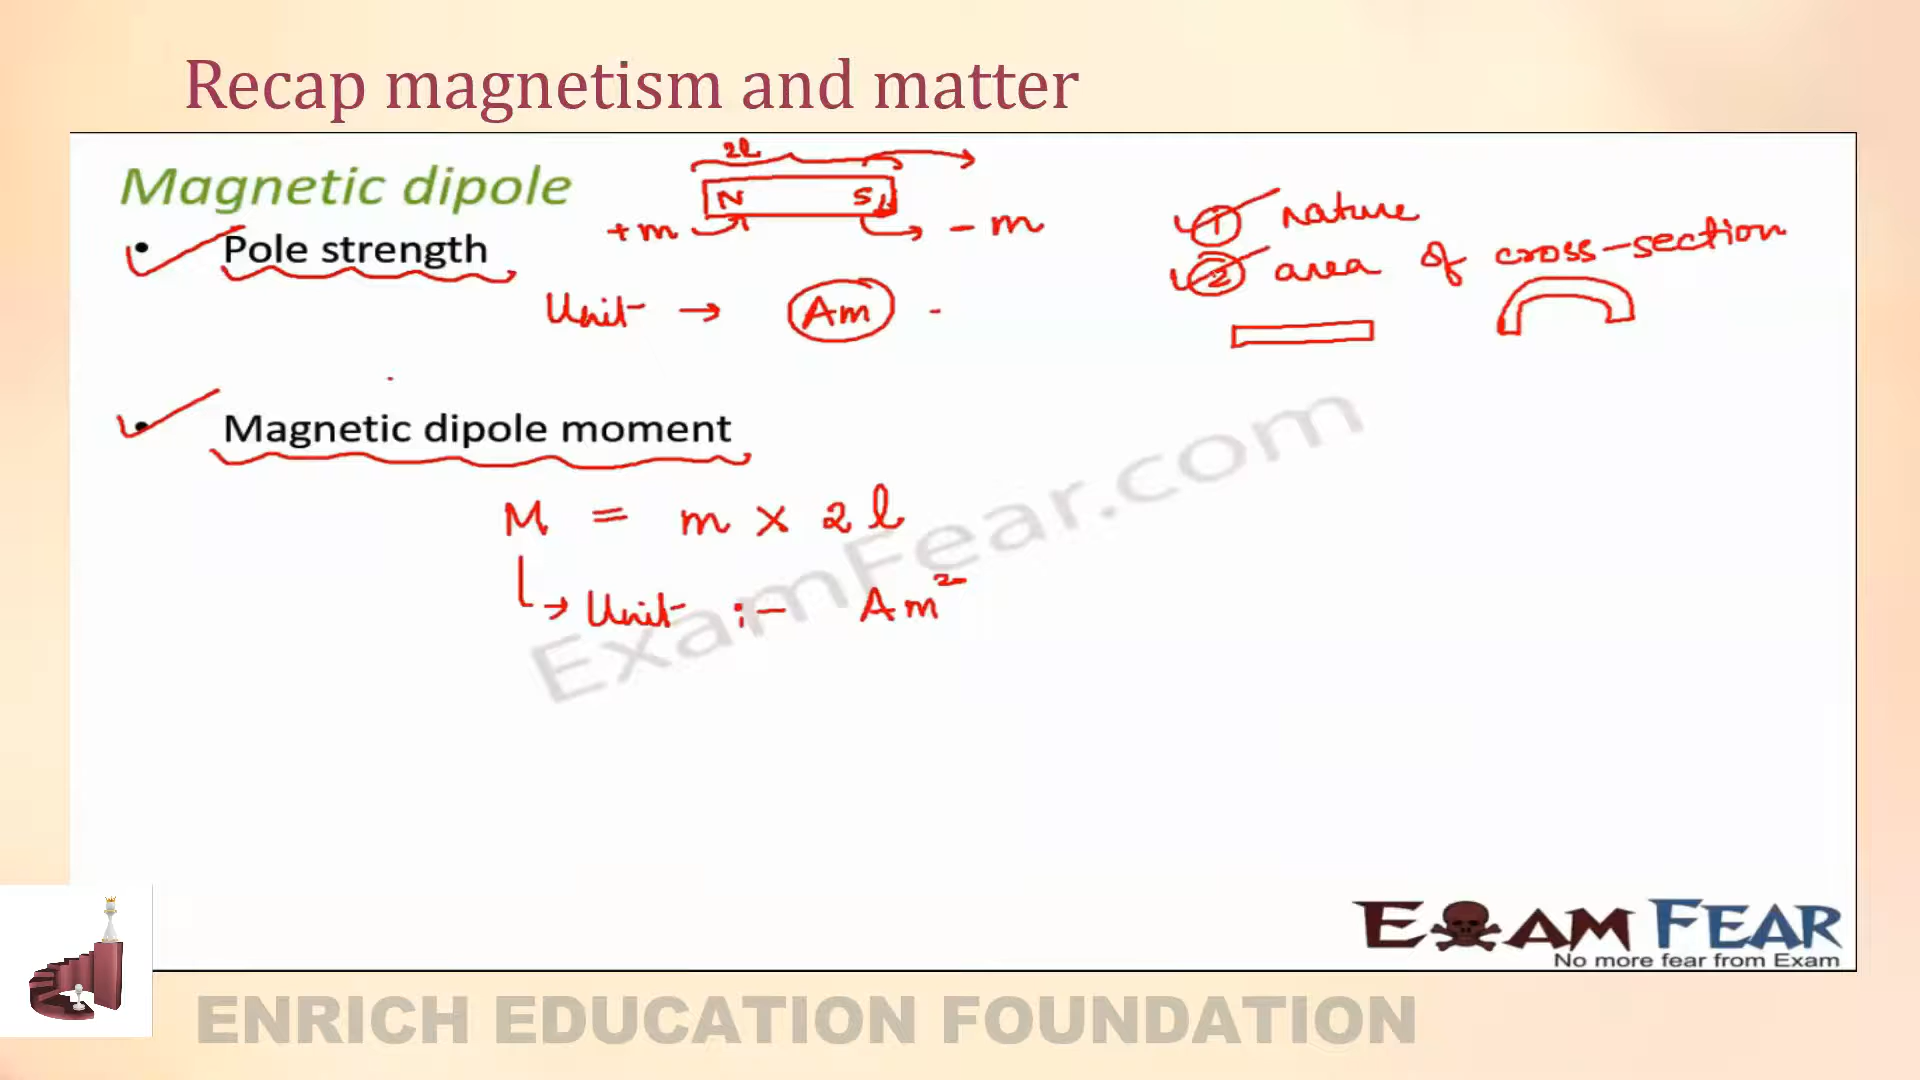 Recap magnetism and matter
Magnetic dipole
2l
N S
+m - m
• Pole strength
Unit → Am -
1 nature
2 area of cross-section
• Magnetic dipole moment
M = m × 2l
↳ Unit :- Am²
ExamFear.com
EXAM FEAR
No more fear from Exam
ENRICH EDUCATION FOUNDATION